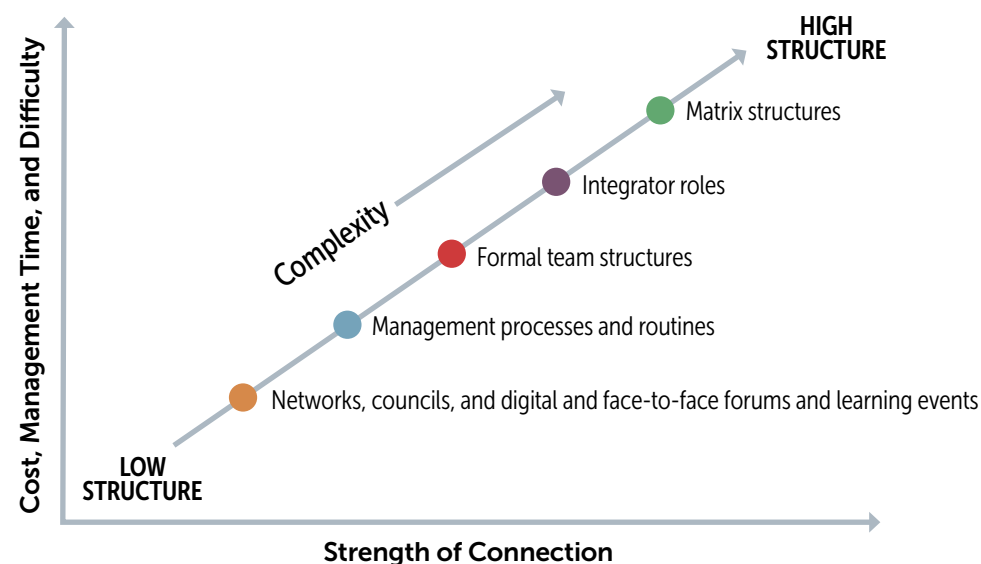 HIGH
STRUCTURE
Cost, Management Time, and Difficulty
Matrix structures
Integrator roles
Complexity
Formal team structures
Management processes and routines
Networks, councils, and digital and face-to-face forums and learning events
LOW
STRUCTURE
Strength of Connection